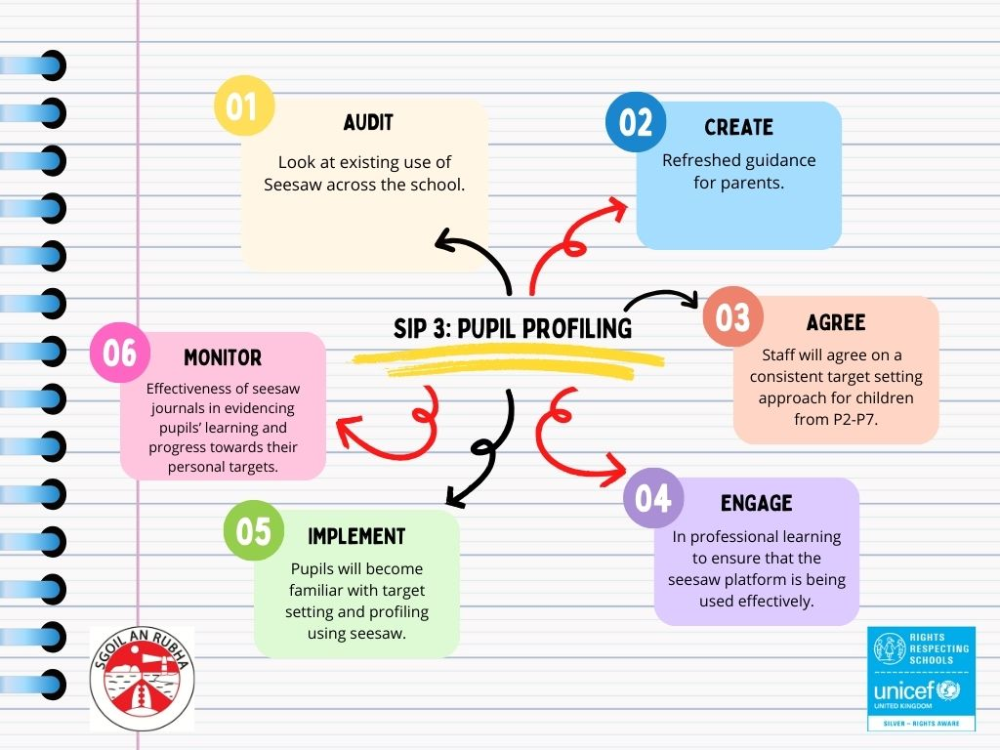 01
AUDIT
Look at existing use of
Seesaw across the school.
02
CREATE
Refreshed guidance
for parents.
SIP 3: PUPIL PROFILING
03
AGREE
Staff will agree on a
consistent target setting
approach for children
from P2-P7.
04
ENGAGE
In professional learning
to ensure that the
seesaw platform is being
used effectively.
05
IMPLEMENT
Pupils will become
familiar with target
setting and profiling
using seesaw.
06
MONITOR
Effectiveness of seesaw
journals in evidencing
pupils’ learning and
progress towards their
personal targets.
SGOIL AN RUBHA
RIGHTS
RESPECTING
SCHOOLS
unicef
UNITED KINGDOM
SILVER – RIGHTS AWARE